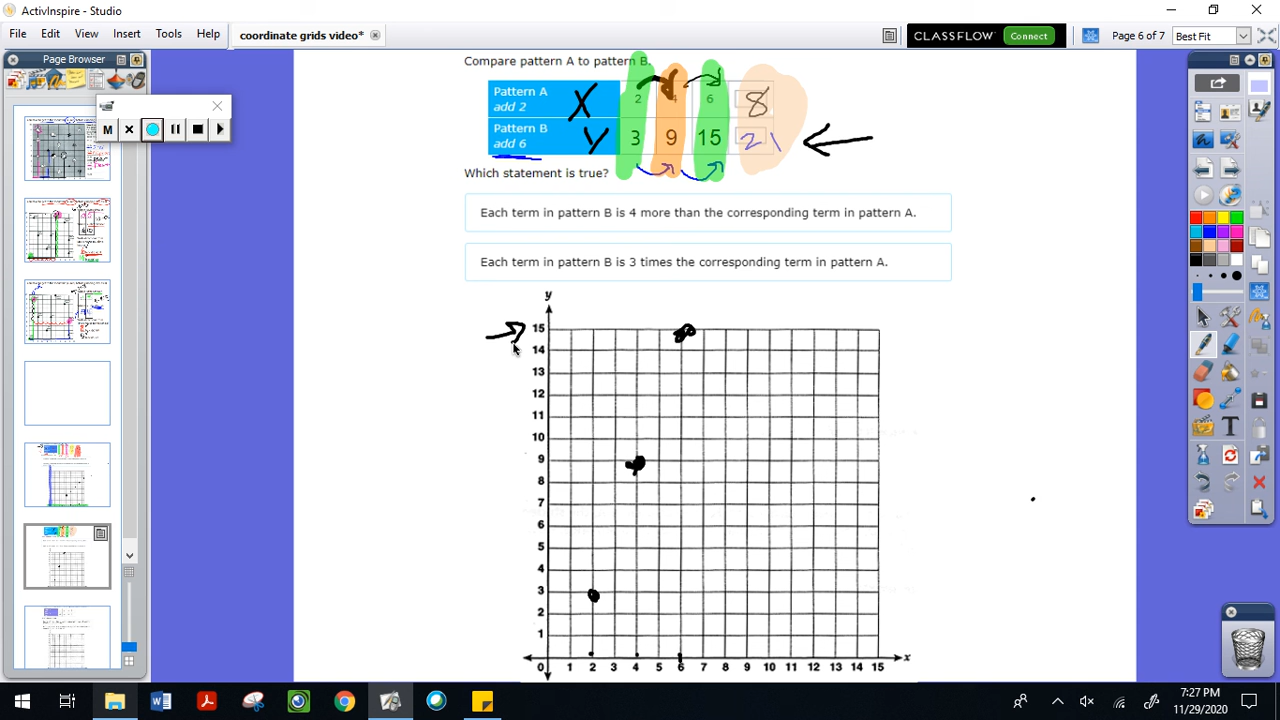 ActivInspire - Studio
File Edit View Insert Tools Help coordinate grids video* CLASSFLOW Connect Page 6 of 7 Best Fit
Page Browser
M
Compare pattern A to pattern B.
Pattern A
add 2 X 2 4 6 8
Pattern B
add 6 Y 3 9 15 21
Which statement is true?
Each term in pattern B is 4 more than the corresponding term in pattern A.
Each term in pattern B is 3 times the corresponding term in pattern A.
y
15
14
13
12
11
10
9
8
7
6
5
4
3
2
1
0 1 2 3 4 5 6 7 8 9 10 11 12 13 14 15 x
7:27 PM
11/29/2020